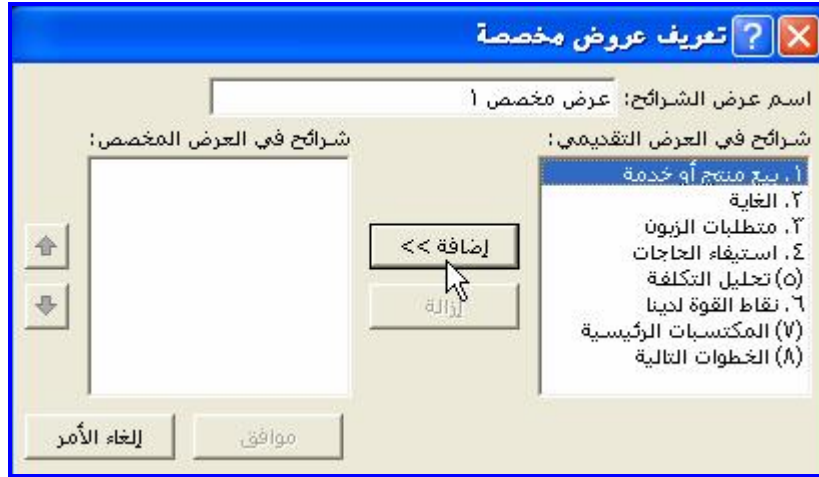 تعريف عروض مخصصة
اسم عرض الشرائح: عرض مخصص ١
شرائح في العرض التقديمي:
١. بيع منتج أو خدمة
٢. الغاية
٣. متطلبات الزبون
٤. استيفاء الحاجات
(٥) تحليل التكلفة
٦. نقاط القوة لدينا
(٧) المكتسبات الرئيسية
(٨) الخطوات التالية
إضافة >>
إزالة
شرائح في العرض المخصص:
موافق
إلغاء الأمر